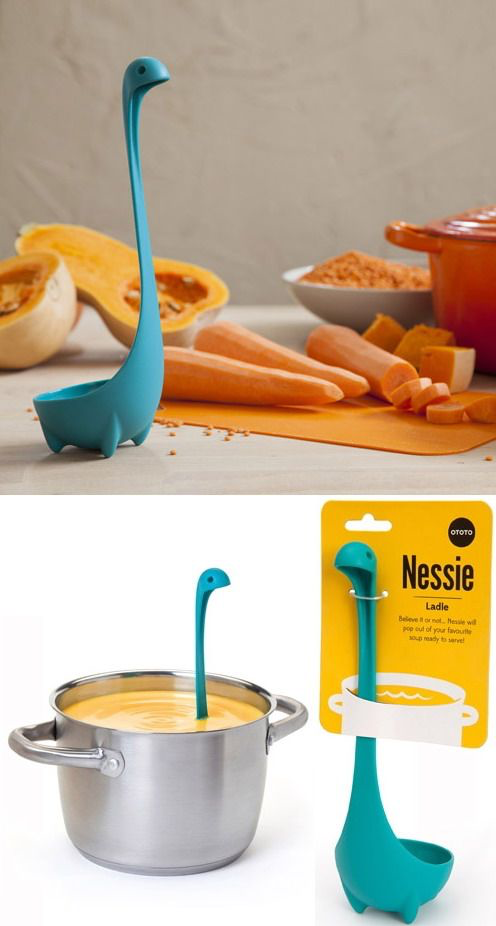 OTOTO
Nessie
Ladle
Believe it or not... Nessie will
pop out of your favourite
soup ready to serve!